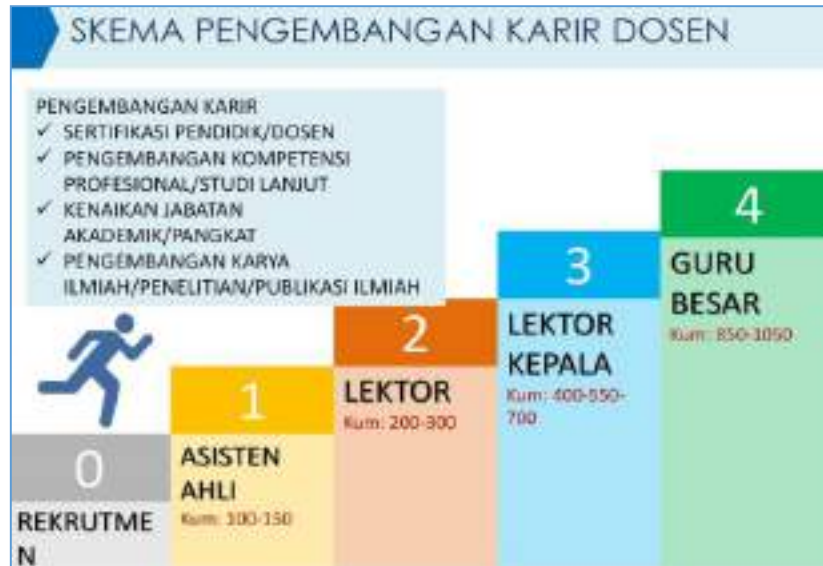 SKEMA PENGEMBANGAN KARIR DOSEN
PENGEMBANGAN KARIR
✓ SERTIFIKASI PENDIDIK/DOSEN
✓ PENGEMBANGAN KOMPETENSI
PROFESIONAL/STUDI LANJUT
✓ KENAIKAN JABATAN
AKADEMIK/PANGKAT
✓ PENGEMBANGAN KARYA
ILMIAH/PENELITIAN/PUBLIKASI ILMIAH
0
REKRUTME
N
1
ASISTEN
AHLI
Kum: 100-150
2
LEKTOR
Kum: 200-300
3
LEKTOR
KEPALA
Kum: 400-550-
700
4
GURU
BESAR
Kum: 850-1050